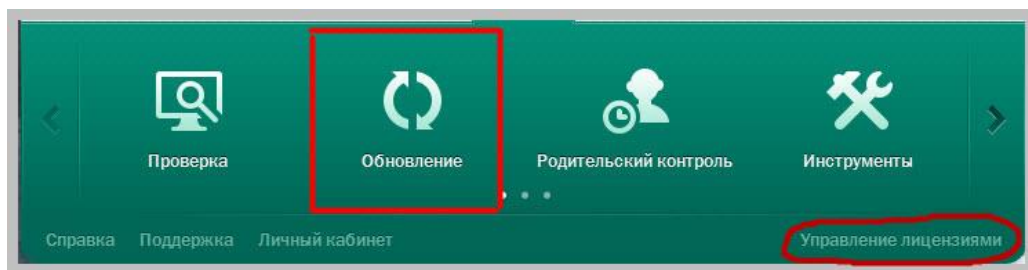 Проверка Обновление Родительский контроль Инструменты
Справка Поддержка Личный кабинет Управление лицензиями